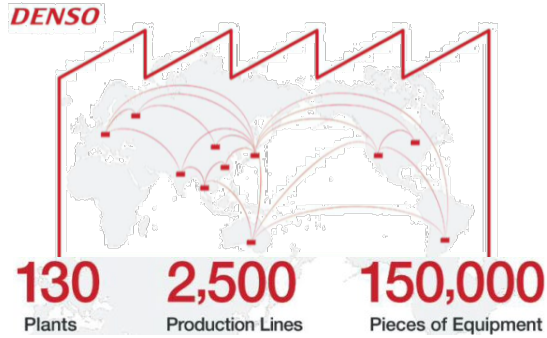 DENSO
130 2,500 150,000
Plants Production Lines Pieces of Equipment